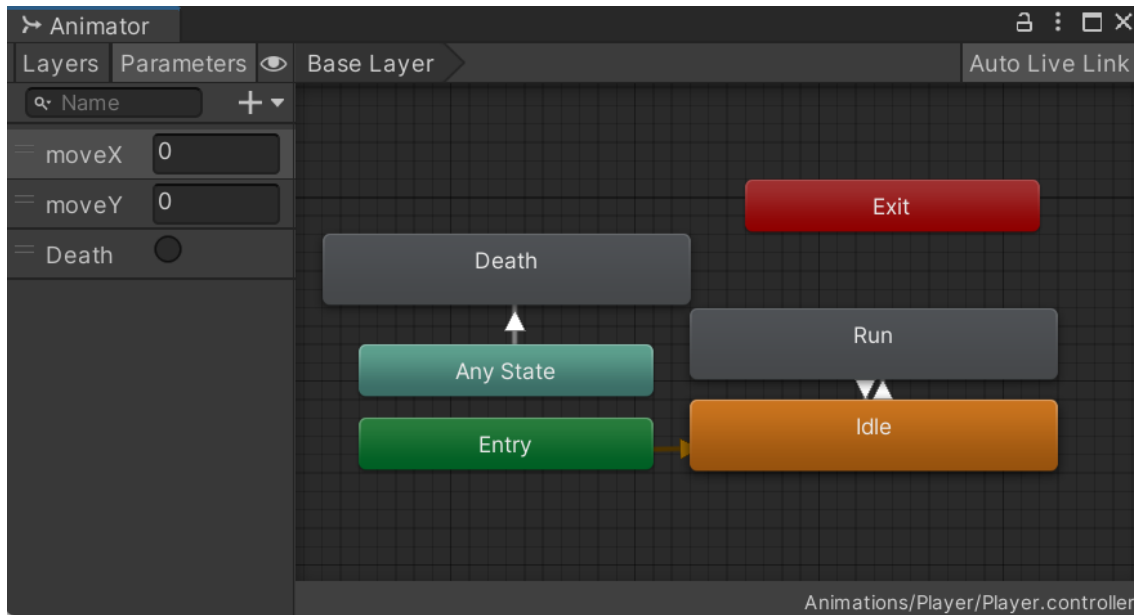 Animator
Layers Parameters Base Layer Auto Live Link
Name
moveX 0
moveY 0
Death
Exit
Death
Run
Any State
Idle
Entry
Animations/Player/Player.controller